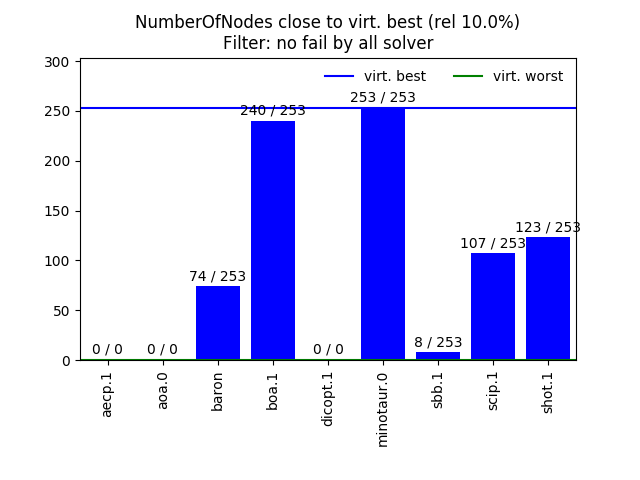 NumberOfNodes close to virt. best (rel 10.0%)
Filter: no fail by all solver
300
250
200
150
100
50
0
virt. best
virt. worst
0 / 0
0 / 0
74 / 253
240 / 253
0 / 0
253 / 253
8 / 253
107 / 253
123 / 253
aecp.1
aoa.0
baron
boa.1
dicopt.1
minotaur.0
sbb.1
scip.1
shot.1